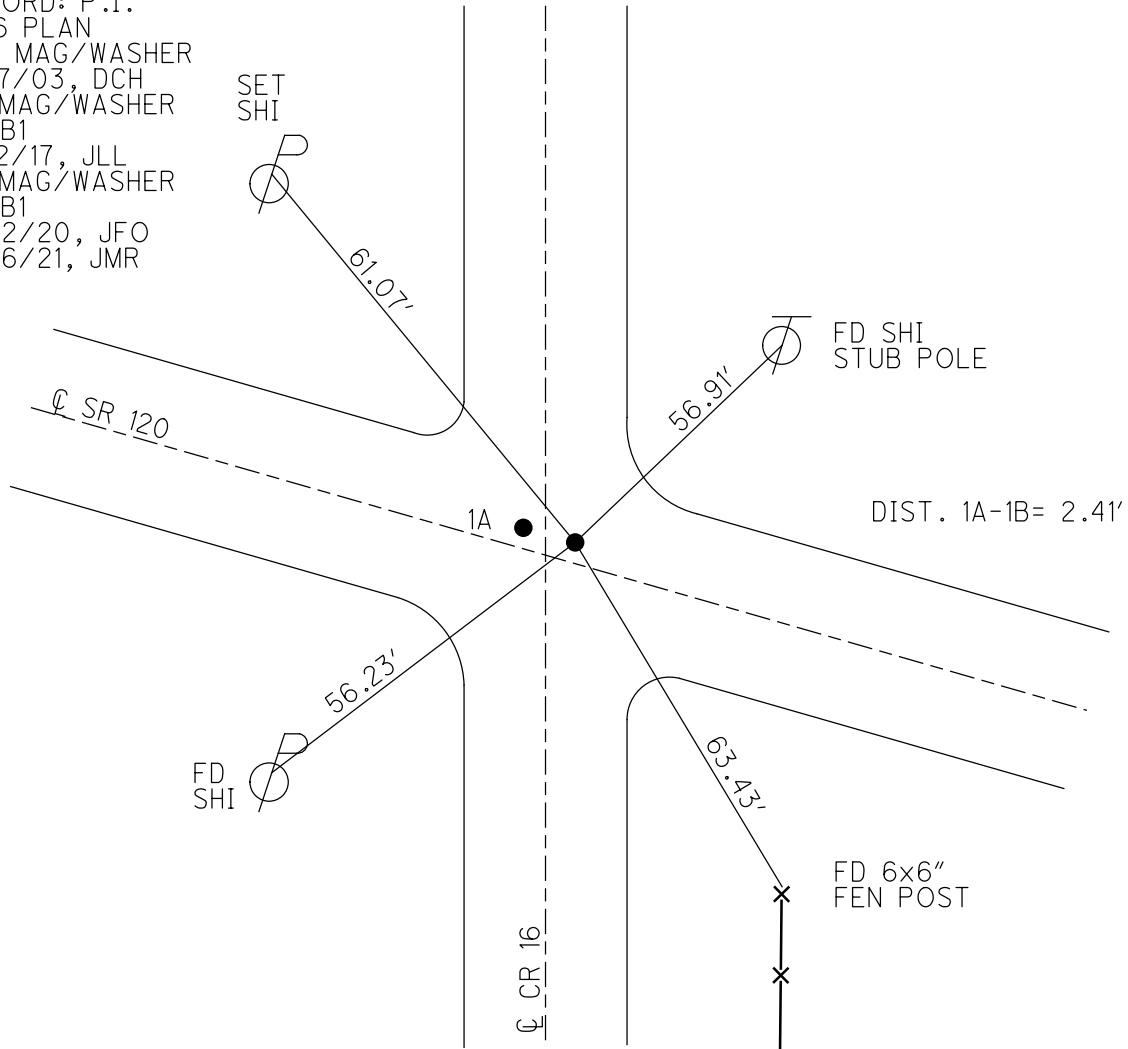 P.I.
PLAN
MAG/WASHER
7/03, DCH
MAG/WASHER
B1
2/17, JLL
MAG/WASHER
B1
2/20, JFO
6/21, JMR
SET
SHI
61.07'
FD SHI
STUB POLE
56.91'
℄ SR 120
1A
DIST. 1A-1B= 2.41'
56.23'
FD
SHI
63.43'
FD 6x6"
FEN POST
℄ CR 16